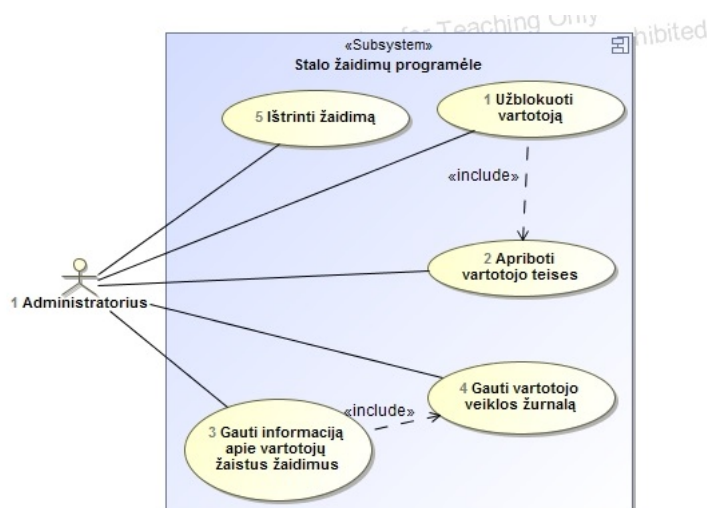 for Teaching Only
«Subsystem»
Stalo žaidimų programėle
5 Ištrinti žaidimą
1 Užblokuoti
vartotoją
«include»
2 Apriboti
vartotojo teises
1 Administratorius
4 Gauti vartotojo
veiklos žurnalą
«include»
3 Gauti informaciją
apie vartotojų
žaistus žaidimus